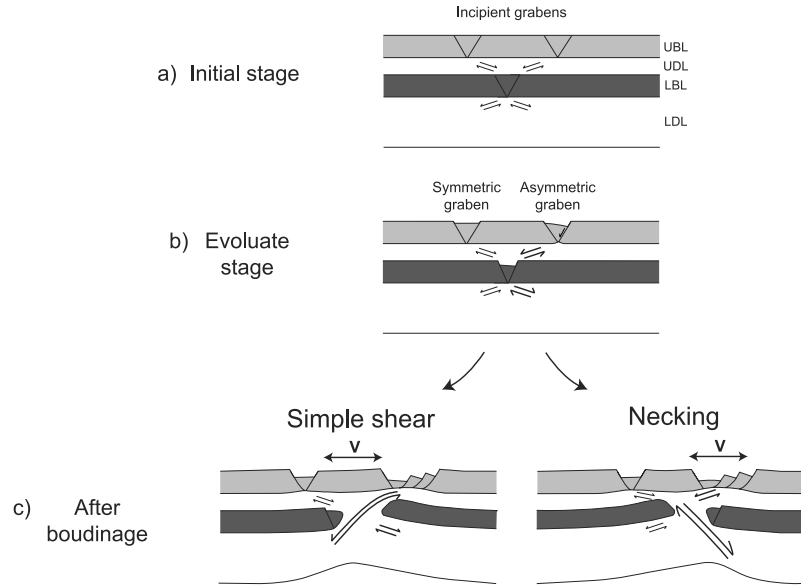 Incipient grabens
a) Initial stage
UBL
UDL
LBL
LDL
Symmetric graben
Asymmetric graben
b) Evoluate stage
Simple shear
Necking
V
V
c) After boudinage